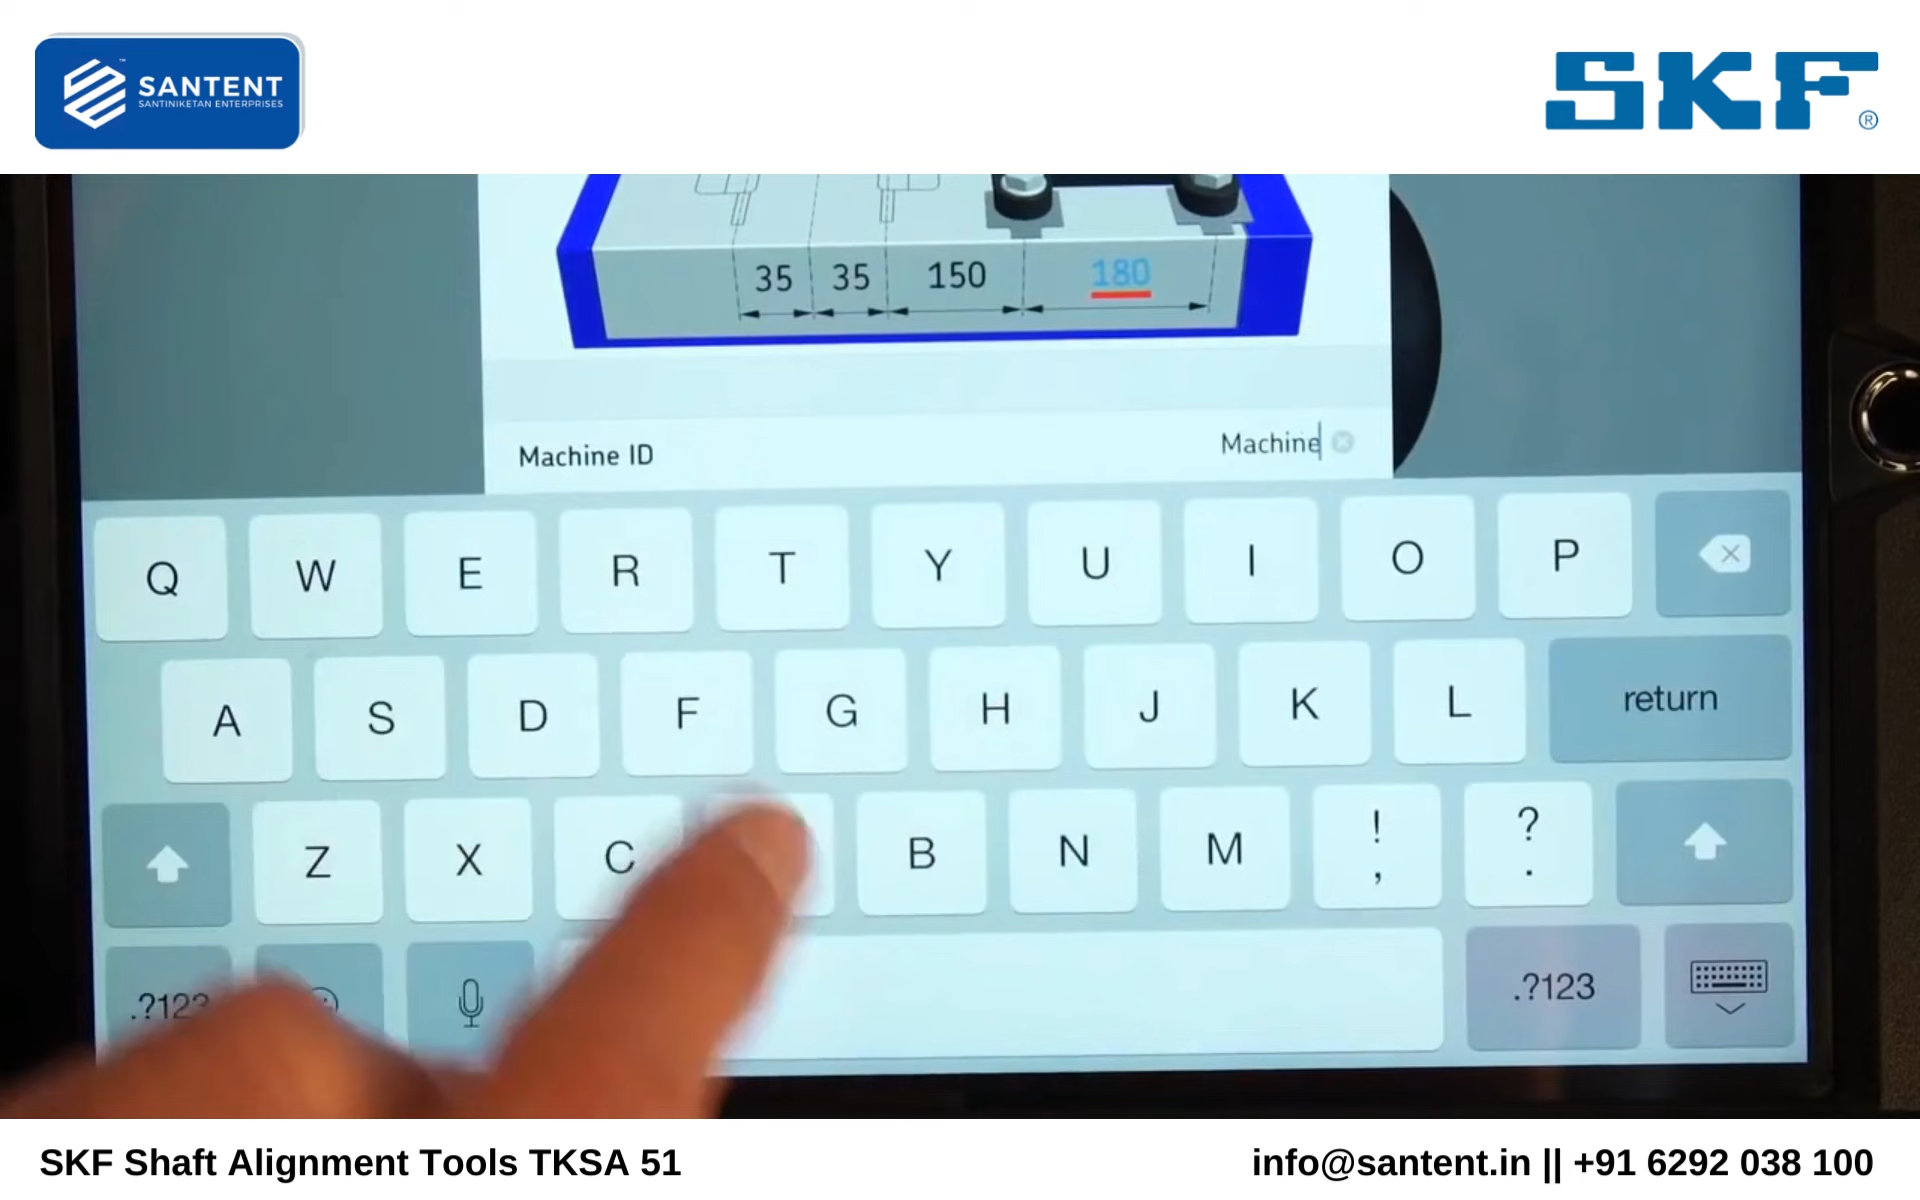 SANTENT
SANTINIKETAN ENTERPRISES
SKF®
35 35 150 180
Machine ID
Machine
Q W E R T Y U I O P
A S D F G H J K L return
Z X C B N M ! , ? .
.?123 .?123
SKF Shaft Alignment Tools TKSA 51
info@santent.in || +91 6292 038 100